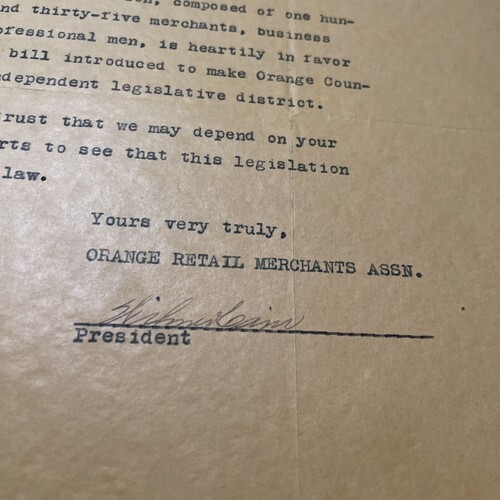 composed of one hun-
nd thirty-five merchants, business
ofessional men, is heartily in favor
bill introduced to make Orange Coun-
dependent legislative district.
rust that we may depend on your
rts to see that this legislation
law.
Yours very truly,
ORANGE RETAIL MERCHANTS ASSN.
President